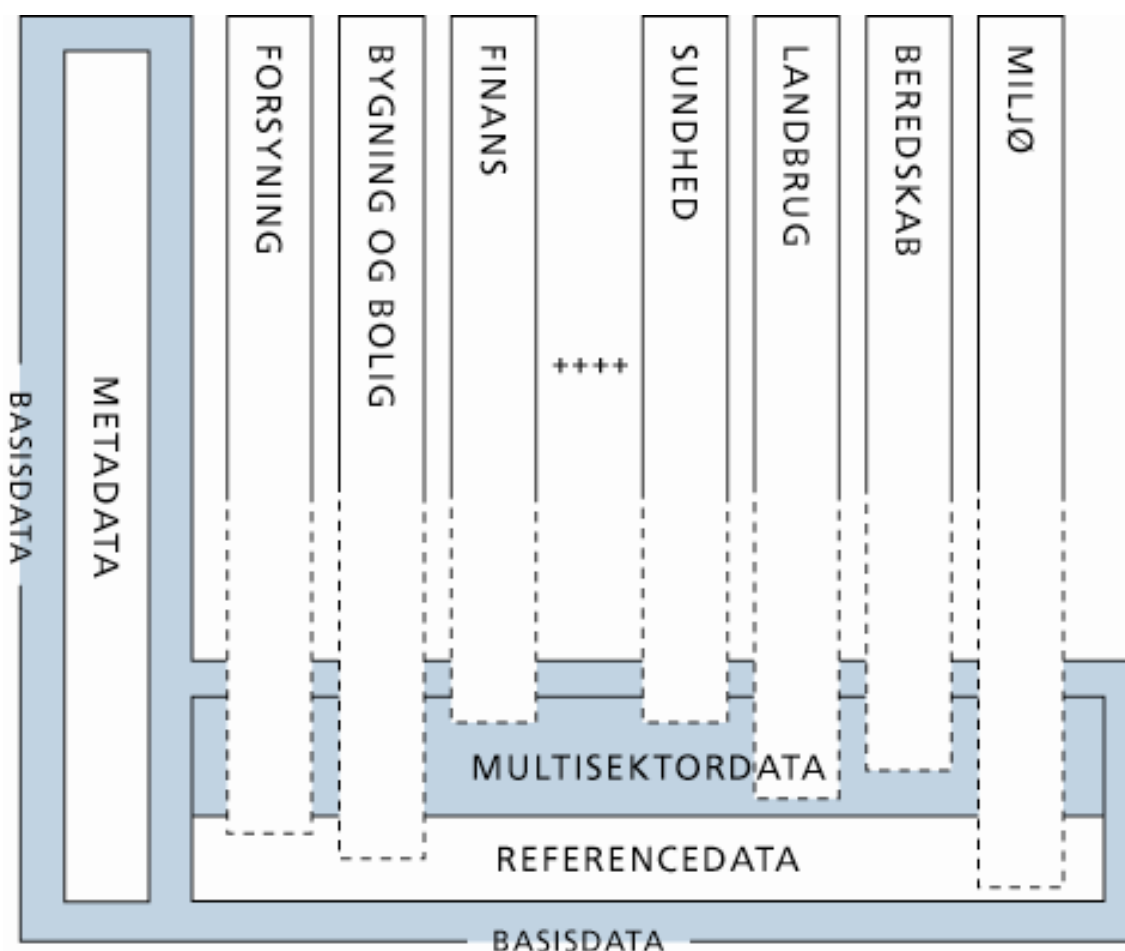 BASISDATA
METADATA
FORSYNING
BYGNING OG BOLIG
FINANS
++++
SUNDHED
LANDBRUG
BEREDSKAB
MILJØ
MULTISEKTORDATA
REFERENCEDATA
BASISDATA